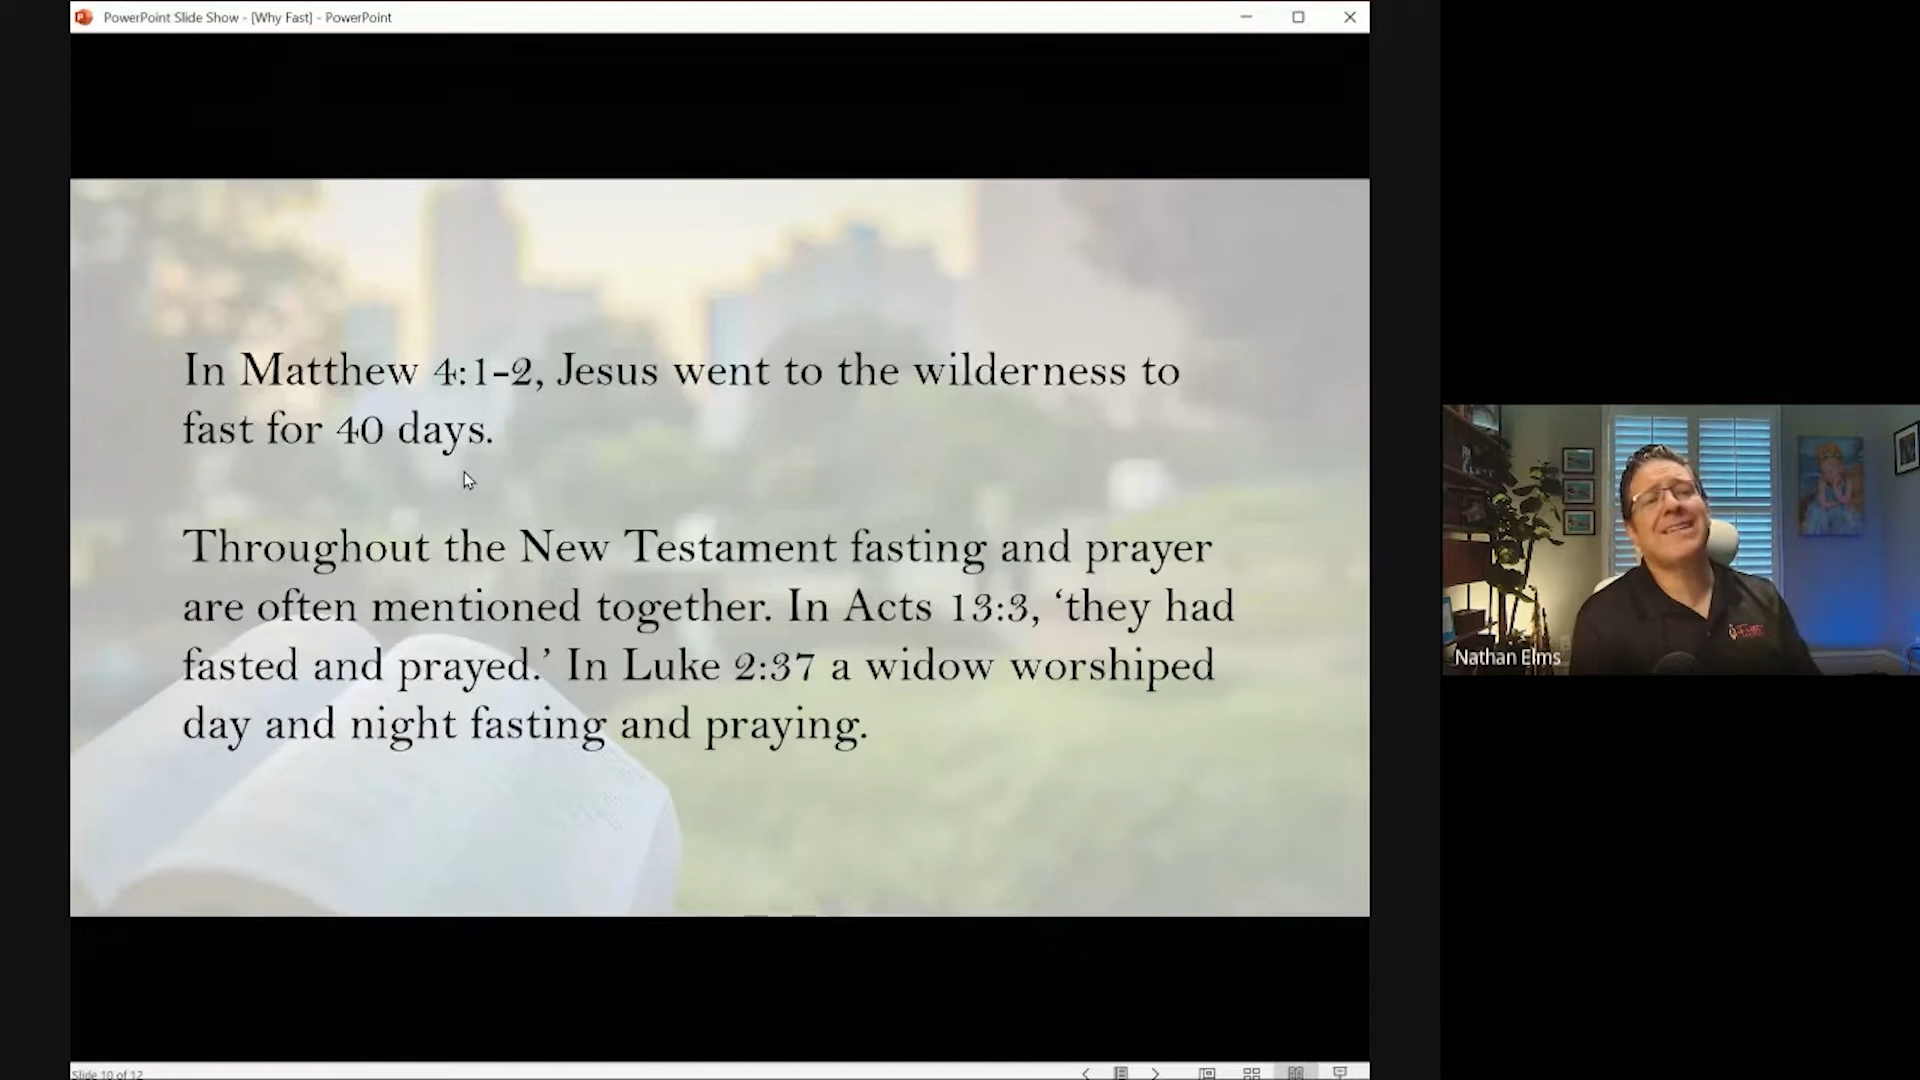 PowerPoint Slide Show - [Why Fast] - PowerPoint
In Matthew 4:1-2, Jesus went to the wilderness to
fast for 40 days.
Throughout the New Testament fasting and prayer
are often mentioned together. In Acts 13:3, ‘they had
fasted and prayed.’ In Luke 2:37 a widow worshiped
day and night fasting and praying.
Nathan Elms
Slide 10 of 12